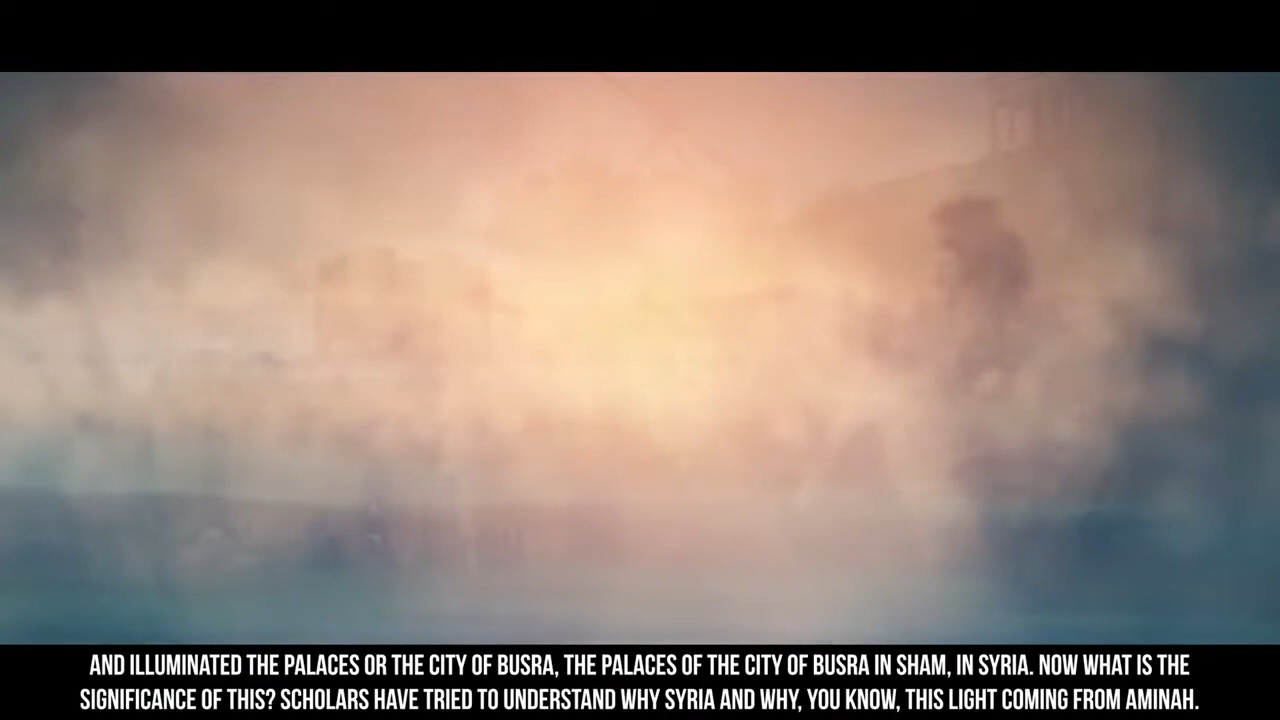 AND ILLUMINATED THE PALACES OR THE CITY OF BUSRA, THE PALACES OF THE CITY OF BUSRA IN SHAM, IN SYRIA. NOW WHAT IS THE
SIGNIFICANCE OF THIS? SCHOLARS HAVE TRIED TO UNDERSTAND WHY SYRIA AND WHY, YOU KNOW, THIS LIGHT COMING FROM AMINAH.